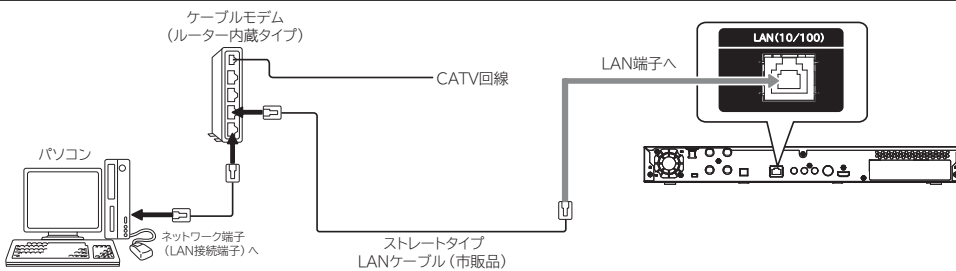 ケーブルモデム
(ルーター内蔵タイプ)
LAN(10/100)
LAN端子へ
CATV回線
パソコン
ネットワーク端子
(LAN接続端子)へ
ストレートタイプ
LANケーブル(市販品)